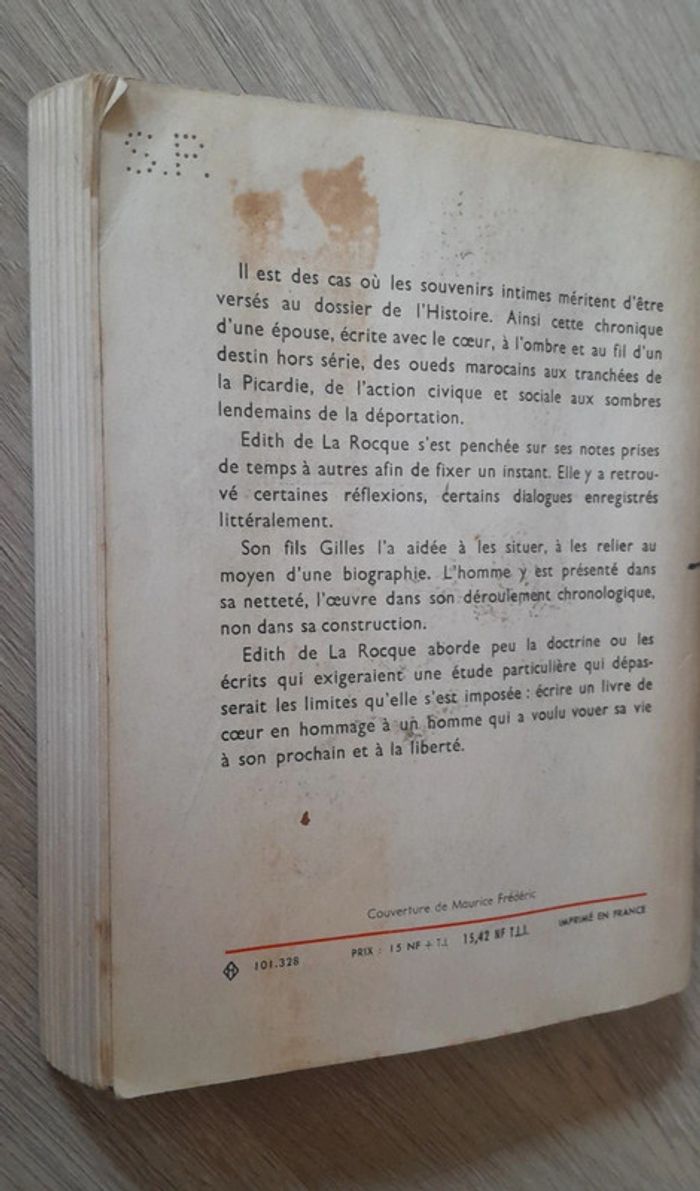 S.P.
Il est des cas où les souvenirs intimes méritent d'être
versés au dossier de l'Histoire. Ainsi cette chronique
d'une épouse, écrite avec le cœur, à l'ombre et au fil d'un
destin hors série, des oueds marocains aux tranchées de
la Picardie, de l'action civique et sociale aux sombres
lendemains de la déportation.
Edith de La Rocque s'est penchée sur ses notes prises
de temps à autres afin de fixer un instant. Elle y a retrou-
vé certaines réflexions, certains dialogues enregistrés
littéralement.
Son fils Gilles l'a aidée à les situer, à les relier au
moyen d'une biographie. L'homme y est présenté dans
sa netteté, l'œuvre dans son déroulement chronologique,
non dans sa construction.
Edith de La Rocque aborde peu la doctrine ou les
écrits qui exigeraient une étude particulière qui dépas-
serait les limites qu'elle s'est imposée : écrire un livre de
cœur en hommage à un homme qui a voulu vouer sa vie
à son prochain et à la liberté.
Couverture de Maurice Frédéric
H 101.328 PRIX : 15 NF + T.L 15,42 NF T.L.I. IMPRIMÉ EN FRANCE